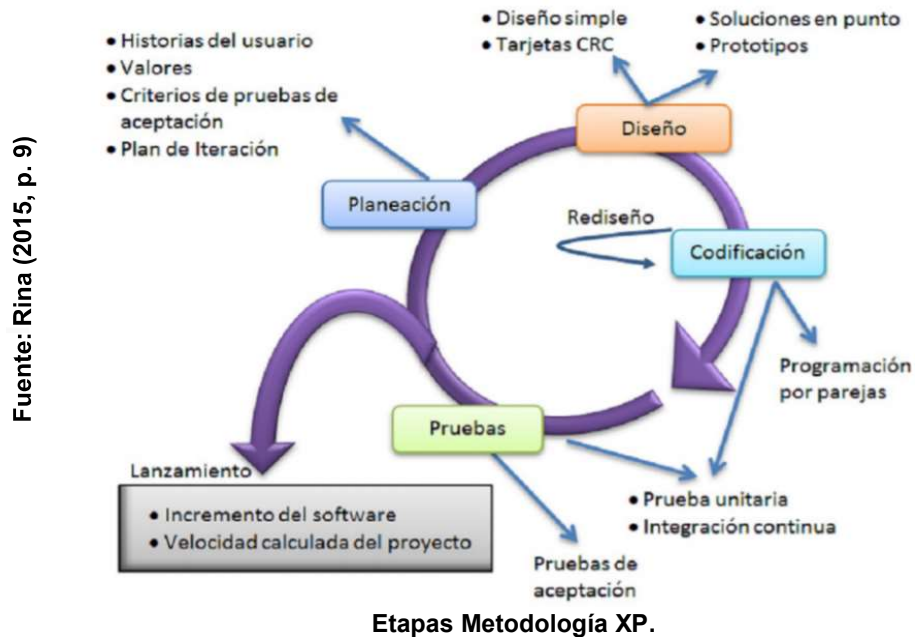 Fuente: Rina (2015, p. 9)
• Historias del usuario
• Valores
• Criterios de pruebas de
aceptación
• Plan de Iteración
• Diseño simple
• Tarjetas CRC
• Soluciones en punto
• Prototipos
Diseño
Planeación
Rediseño
Codificación
Programación
por parejas
Pruebas
Lanzamiento
• Incremento del software
• Velocidad calculada del proyecto
• Prueba unitaria
• Integración continua
Pruebas de
aceptación
Etapas Metodología XP.